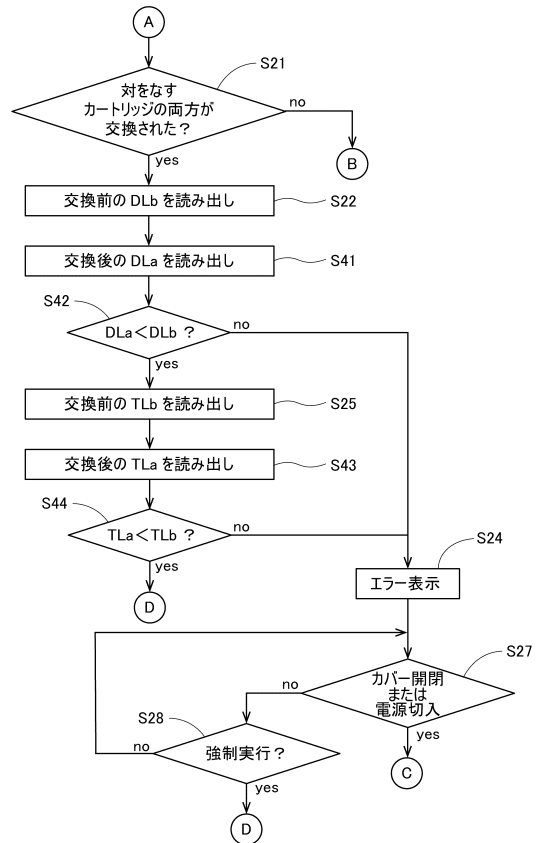 A
S21
対をなす
カートリッジの両方が
交換された？
no
yes
B
交換前の DLb を読み出し
S22
交換後の DLa を読み出し
S41
S42
DLa＜DLb ？
no
yes
交換前の TLb を読み出し
S25
交換後の TLa を読み出し
S43
S44
TLa＜TLb ？
no
yes
D
S24
エラー表示
S27
カバー開閉
または
電源切入
no
yes
C
S28
強制実行？
no
yes
D